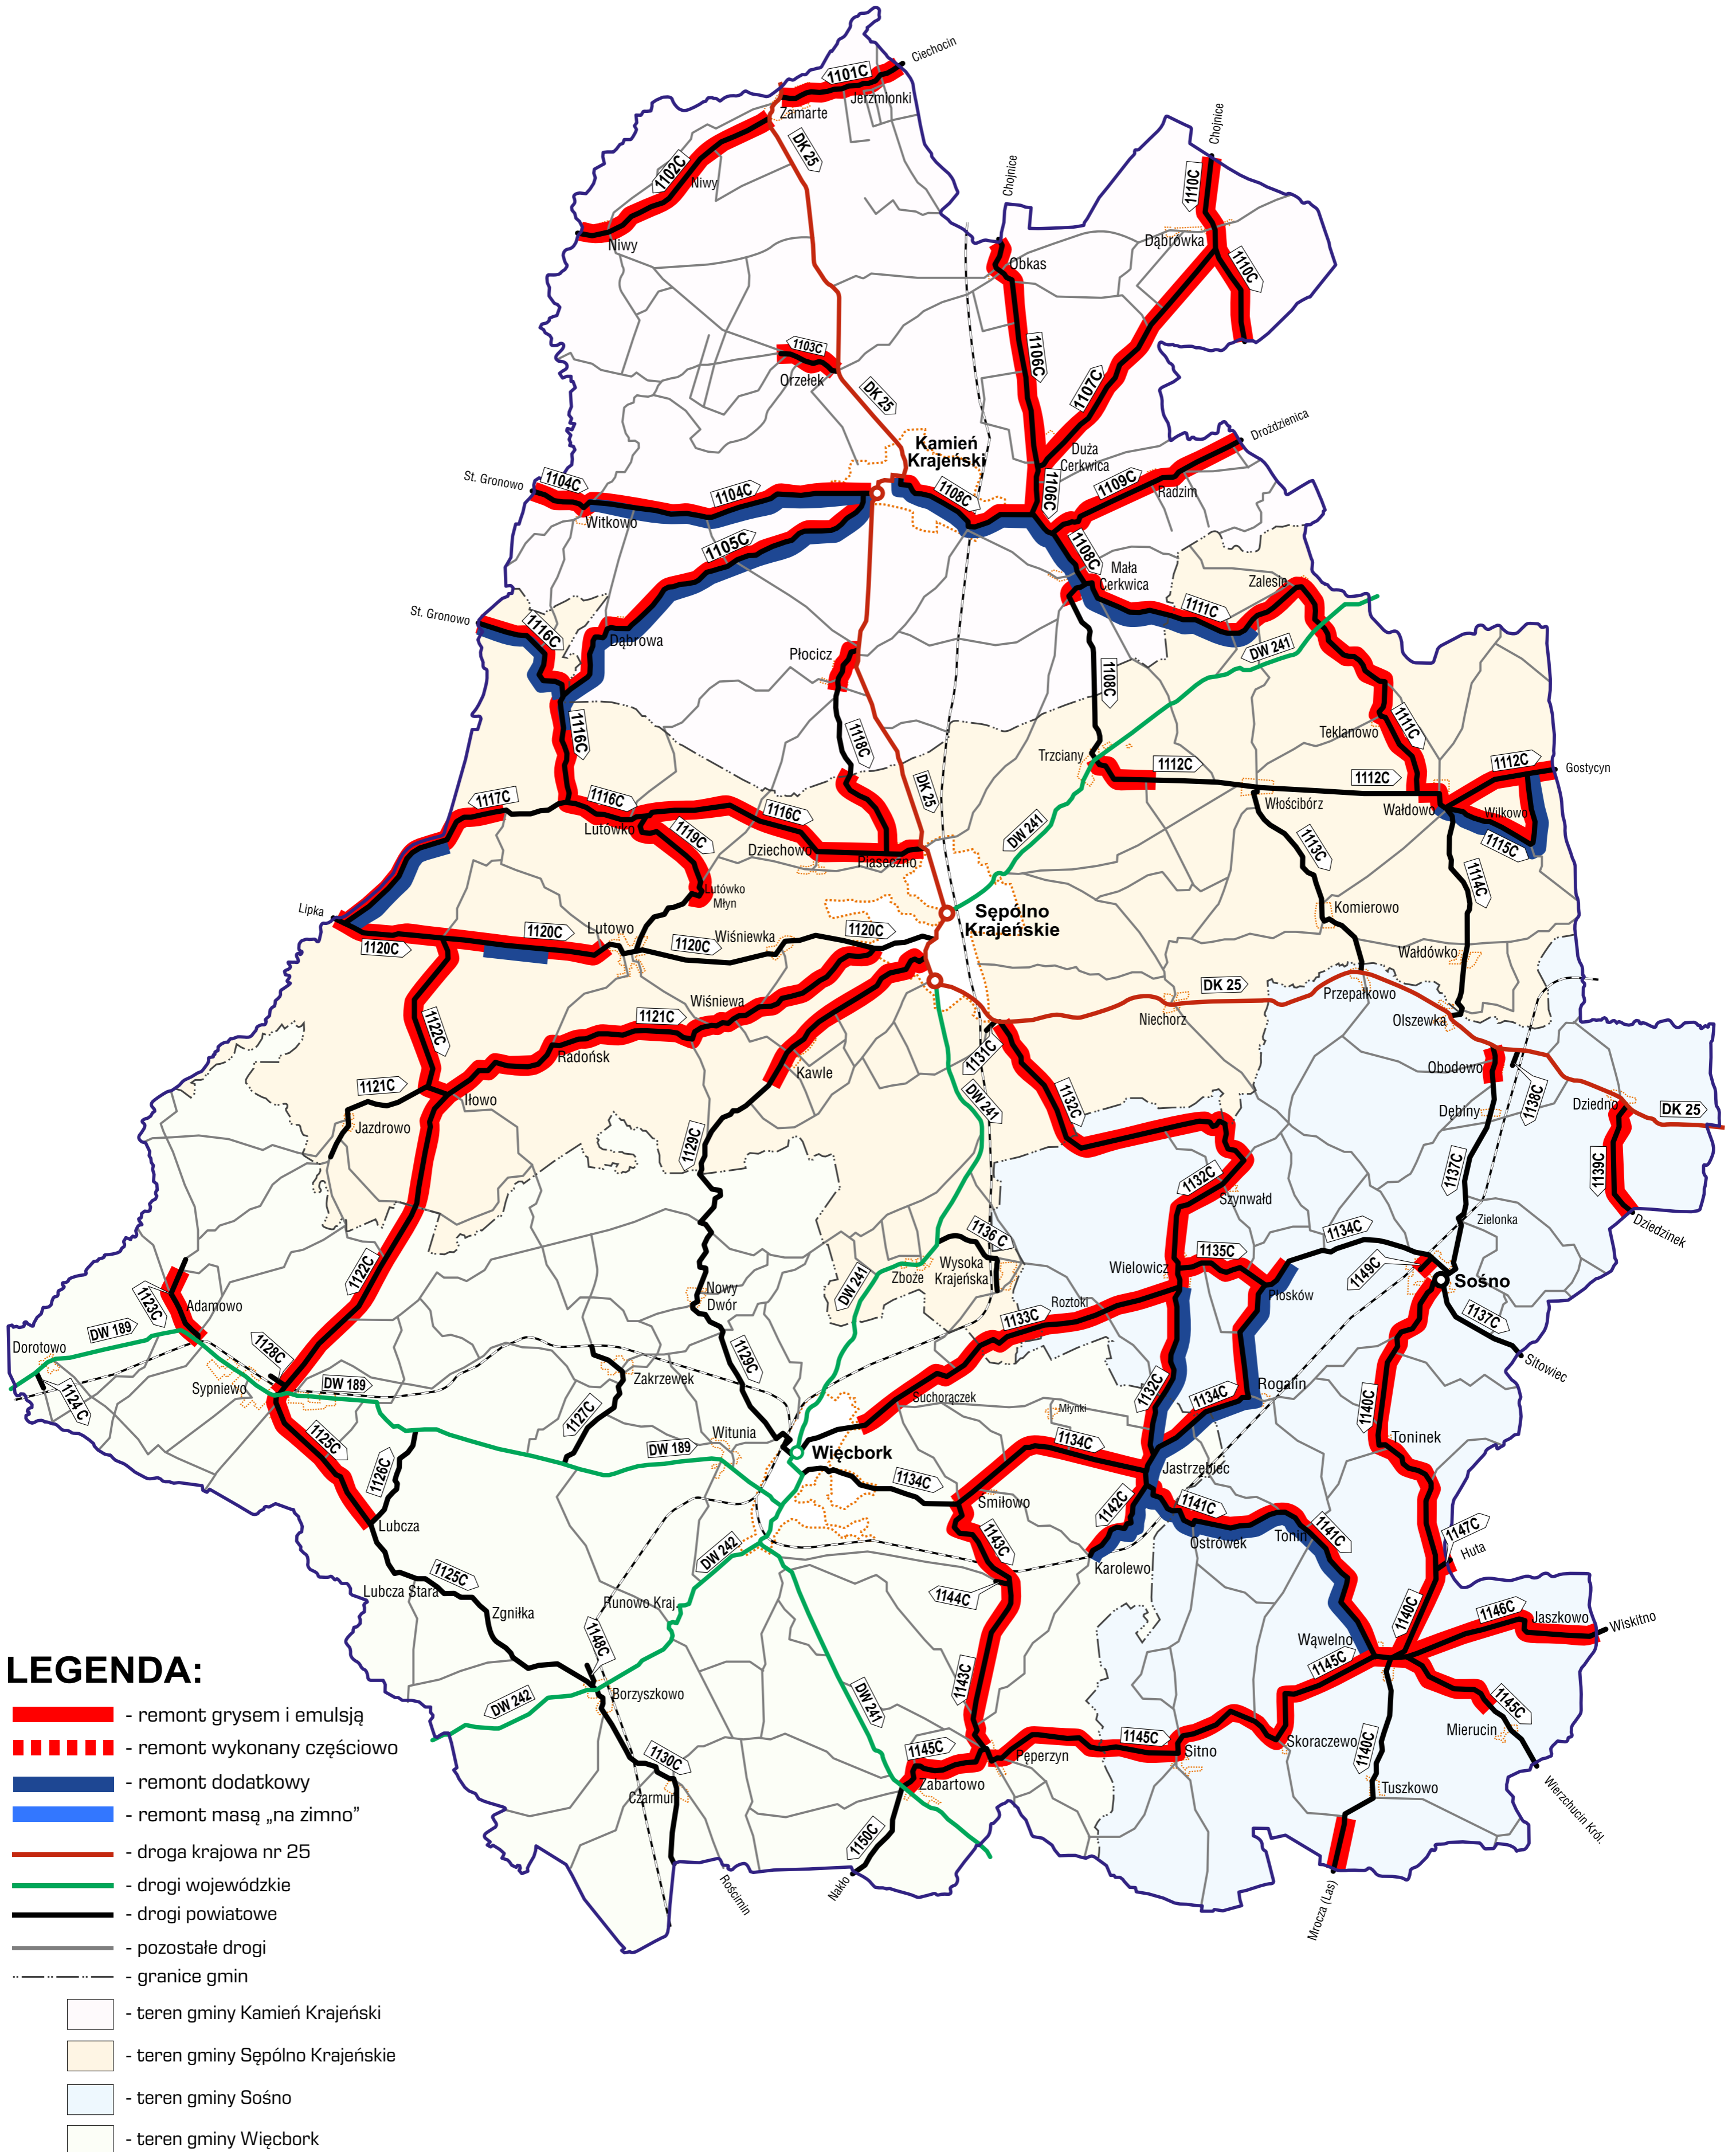 Ciechocin
1101C
Jerzmionki
Zamarte
Chojnice
DK 25
1102C
Niwy
Chojnice
1110C
Niwy
Dąbrówka
Obkas
1110C
1103C
1106C
Orzełek
DK 25
1107C
Drożdzienica
Kamień
Krajeński
Duża
Cerkwica
St. Gronowo
1104C
1104C
1108C
1106C
1109C
Radzim
Witkowo
1105C
1108C
Mała
Cerkwica
Zalesie
St. Gronowo
1116C
1111C
Dąbrowa
DW 241
Płocicz
1108C
1116C
1118C
Teklanowo
1111C
Trzciany
1112C
1112C
1112C
Gostycyn
DK 25
1117C
1116C
1116C
Włościbórz
Wałdowo
Wilkowo
Lutówko
1119C
DW 241
Dziechowo
Piaseczno
1113C
1115C
Lutówko
Młyn
1114C
Lipka
Sępólno
Krajeńskie
Komierowo
1120C
1120C
Lutowo
1120C
Wiśniewka
1120C
Wałdówko
Przepałkowo
DK 25
Wiśniewa
Niechorz
Olszewka
1122C
1121C
Radońsk
1131C
Kawle
Obodowo
1121C
Iłowo
1132C
DW 241
1138C
Dziedno
DK 25
Jazdrowo
Dębiny
1129C
1137C
1139C
1132C
Szynwałd
Zielonka
Dziedzinek
1136 C
1134C
Wysoka
Krajeńska
1135C
Wielowicz
1122C
Zboże
DW 241
1149C
Sośno
1123C
Adamowo
Nowy
Dwór
Płosków
Roztoki
1133C
DW 189
1137C
Dorotowo
1128C
1129C
Sitowiec
Zakrzewek
Sypniewo
DW 189
Rogalin
1124 C
Suchorączek
1132C
1134C
1140C
1127C
Młynki
1125C
Witunia
DW 189
1134C
Toninek
Więcbork
1126C
Jastrzębiec
1134C
Śmiłowo
1142C
1141C
1141C
Lubcza
1147C
Ostrówek
Tonin
1143C
DW 242
Huta
Karolewo
1125C
Lubcza Stara
1144C
Runowo Kraj.
Zgniłka
1140C
1146C
Jaszkowo
Wiskitno
1148C
Wąwelno
1145C
1143C
Borzyszkowo
DW 242
DW 241
1145C
Mierucin
1145C
1145C
Skoraczewo
1130C
Pęperzyn
Sitno
1140C
Zabartowo
Tuszkowo
Czarmuń
Wierzchucin Król.
1150C
Nakło
Rościmin
Mrocza (Las)
LEGENDA:
- remont grysem i emulsją
- remont wykonany częściowo
- remont dodatkowy
- remont masą „na zimno”
- droga krajowa nr 25
- drogi wojewódzkie
- drogi powiatowe
- pozostałe drogi
- granice gmin
- teren gminy Kamień Krajeński
- teren gminy Sępólno Krajeńskie
- teren gminy Sośno
- teren gminy Więcbork